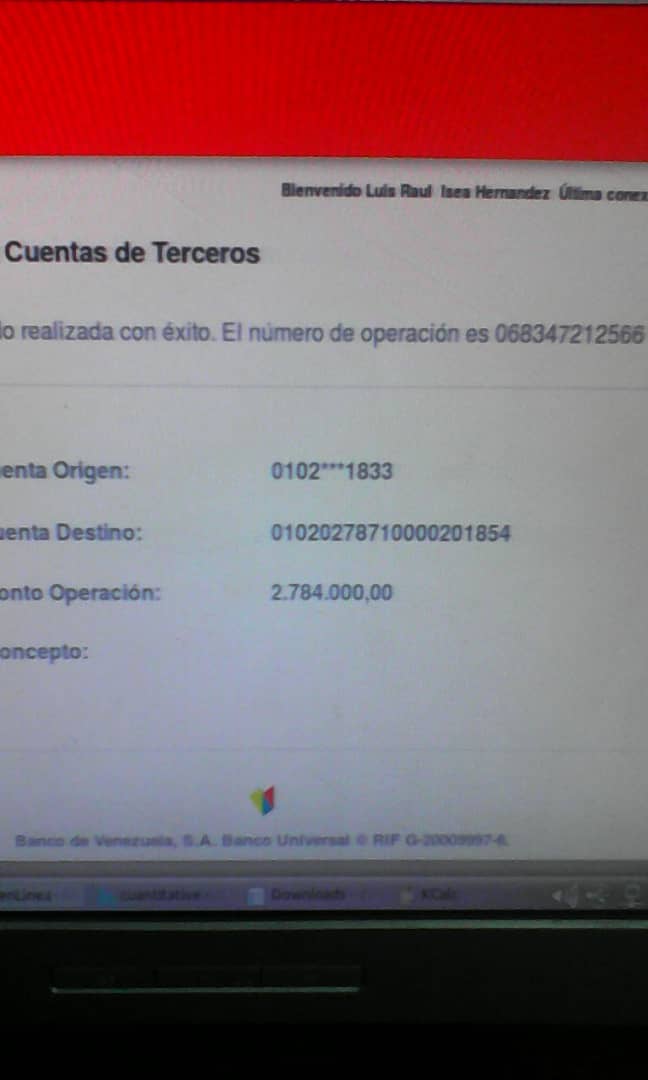 Bienvenido Luis Raul Isea Hernandez Última conex
Cuentas de Terceros
o realizada con éxito. El número de operación es 068347212566
enta Origen: 0102***1833
uenta Destino: 01020278710000201854
onto Operación: 2.784.000,00
oncepto:
Banco de Venezuela, S.A. Banco Universal © RIF G-20009997-6.
enLinea cuantitative Downloads KCalc